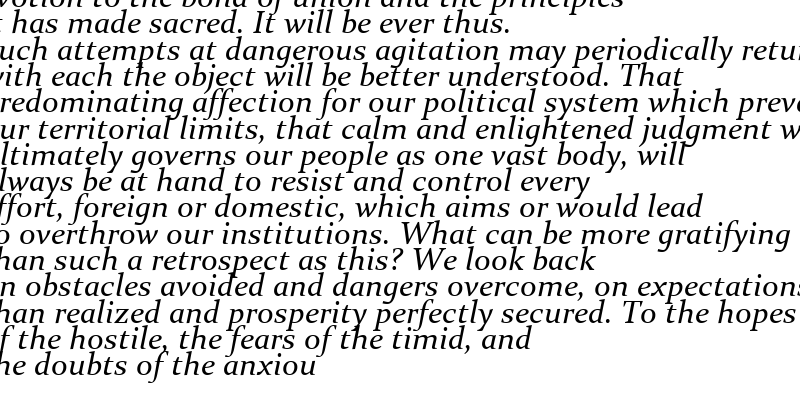 votion to the bond of union and the principles
t has made sacred. It will be ever thus.
uch attempts at dangerous agitation may periodically retu
vith each the object will be better understood. That
redominating affection for our political system which prev
ur territorial limits, that calm and enlightened judgment w
ltimately governs our people as one vast body, will
lways be at hand to resist and control every
ffort, foreign or domestic, which aims or would lead
o overthrow our institutions. What can be more gratifying
han such a retrospect as this? We look back
n obstacles avoided and dangers overcome, on expectations
han realized and prosperity perfectly secured. To the hopes
f the hostile, the fears of the timid, and
he doubts of the anxiou